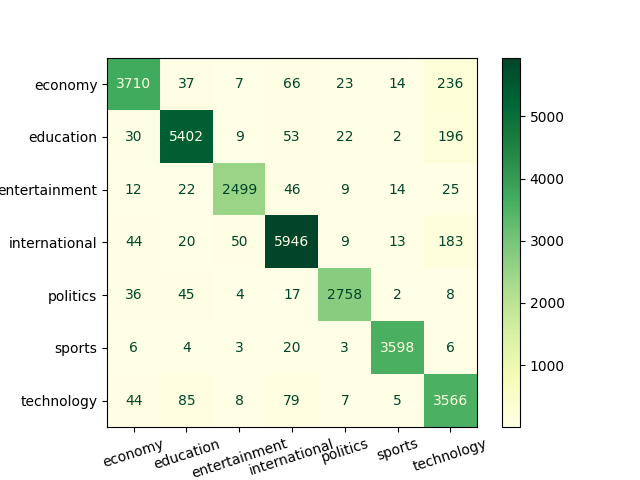 economy 3710 37 7 66 23 14 236
education 30 5402 9 53 22 2 196
entertainment 12 22 2499 46 9 14 25
international 44 20 50 5946 9 13 183
politics 36 45 4 17 2758 2 8
sports 6 4 3 20 3 3598 6
technology 44 85 8 79 7 5 3566
economy education entertainment international politics sports technology
5000
4000
3000
2000
1000